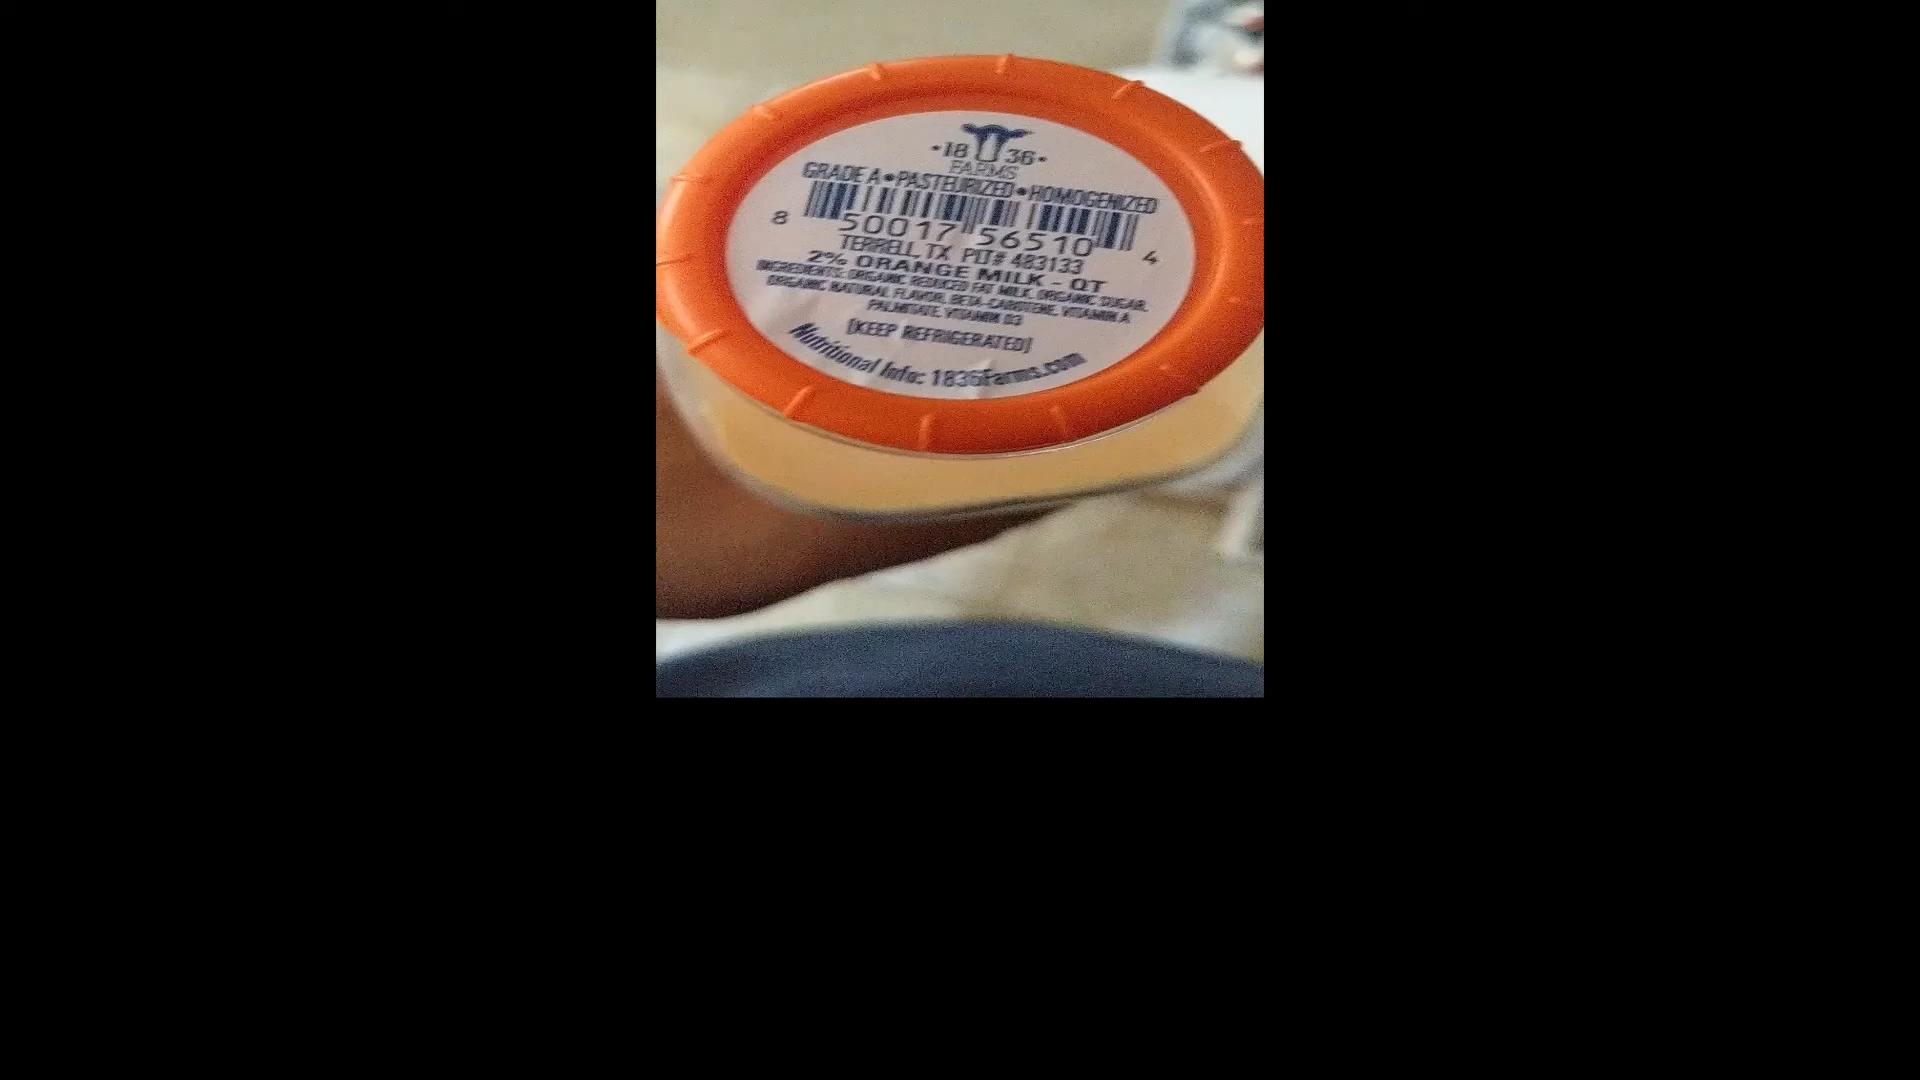 ·18 36·
FARMS
GRADE A • PASTEURIZED • HOMOGENIZED
8 50017 56510 4
TERRELL, TX PLT# 483133
2% ORANGE MILK - QT
INGREDIENTS: ORGANIC REDUCED FAT MILK, ORGANIC SUGAR,
ORGANIC NATURAL FLAVOR, BETA-CAROTENE, VITAMIN A
PALMITATE, VITAMIN D3
(KEEP REFRIGERATED)
Nutritional Info: 1836Farms.com